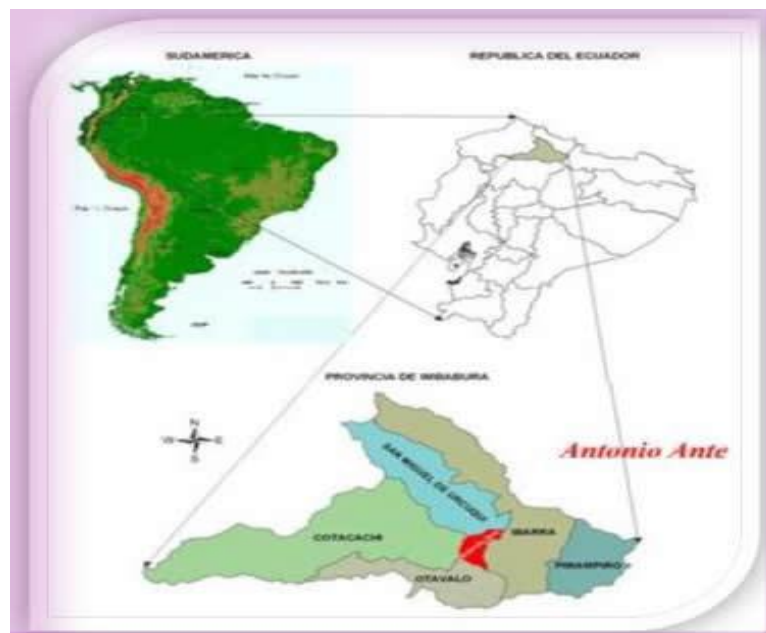 SUDAMERICA
REPUBLICA DEL ECUADOR
PROVINCIA DE IMBABURA
N
W E
S
Antonio Ante
SAN MIGUEL DE URCUQUI
COTACACHI
IBARRA
PIMAMPIRO
OTAVALO